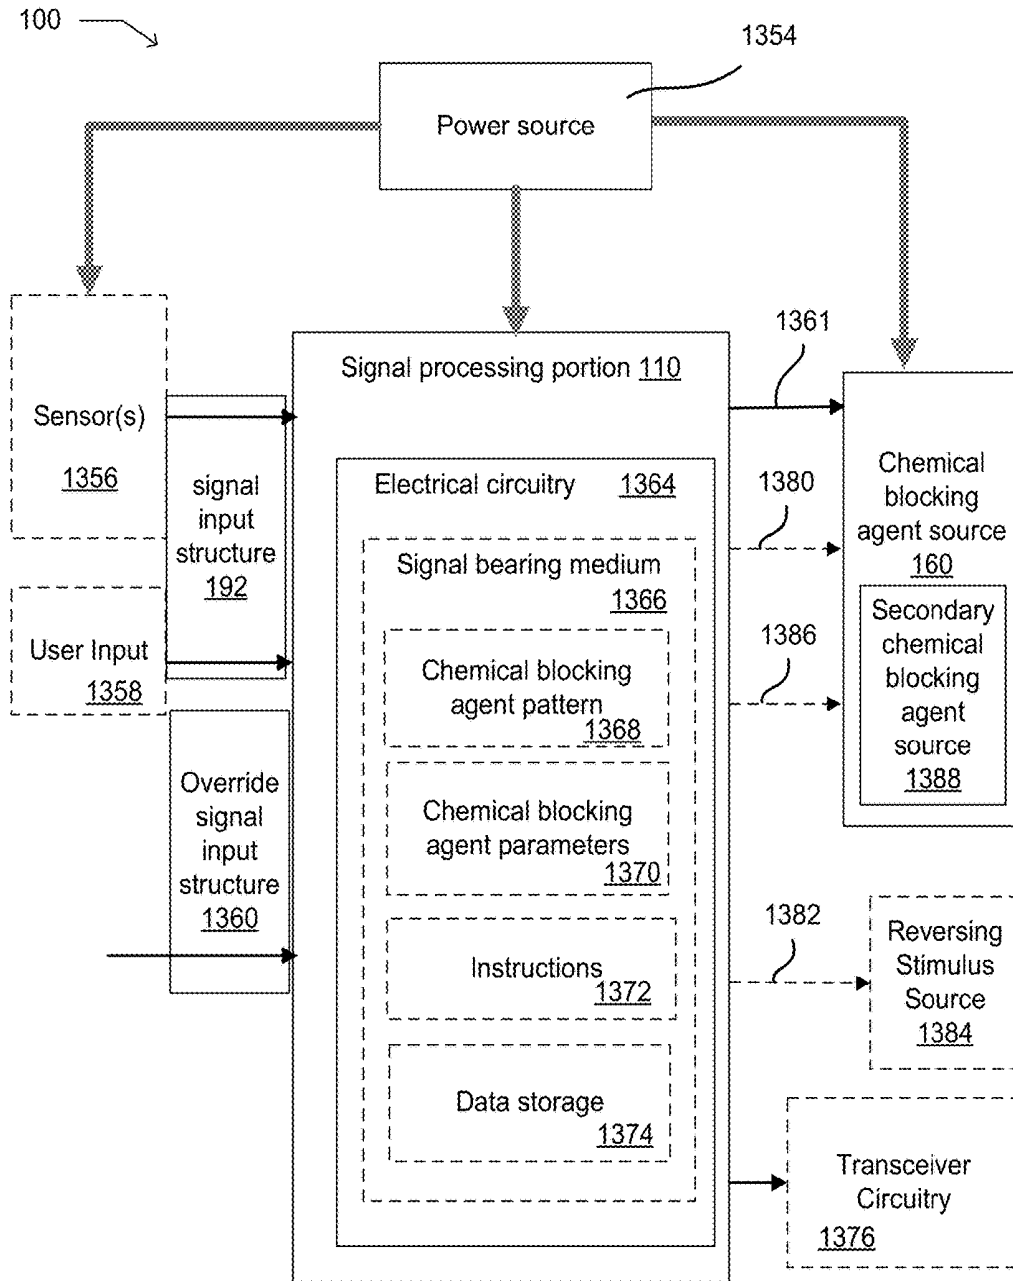 100
1354
Power source
1361
Signal processing portion 110
Sensor(s)
1356
signal
input
structure
192
Electrical circuitry 1364
1380
Chemical
blocking
agent source
160
Signal bearing medium
1366
User Input
1358
Chemical blocking
agent pattern
1368
1386
Secondary
chemical
blocking
agent
source
1388
Override
signal
input
structure
1360
Chemical blocking
agent parameters
1370
1382
Instructions
1372
Reversing
Stimulus
Source
1384
Data storage
1374
Transceiver
Circuitry
1376